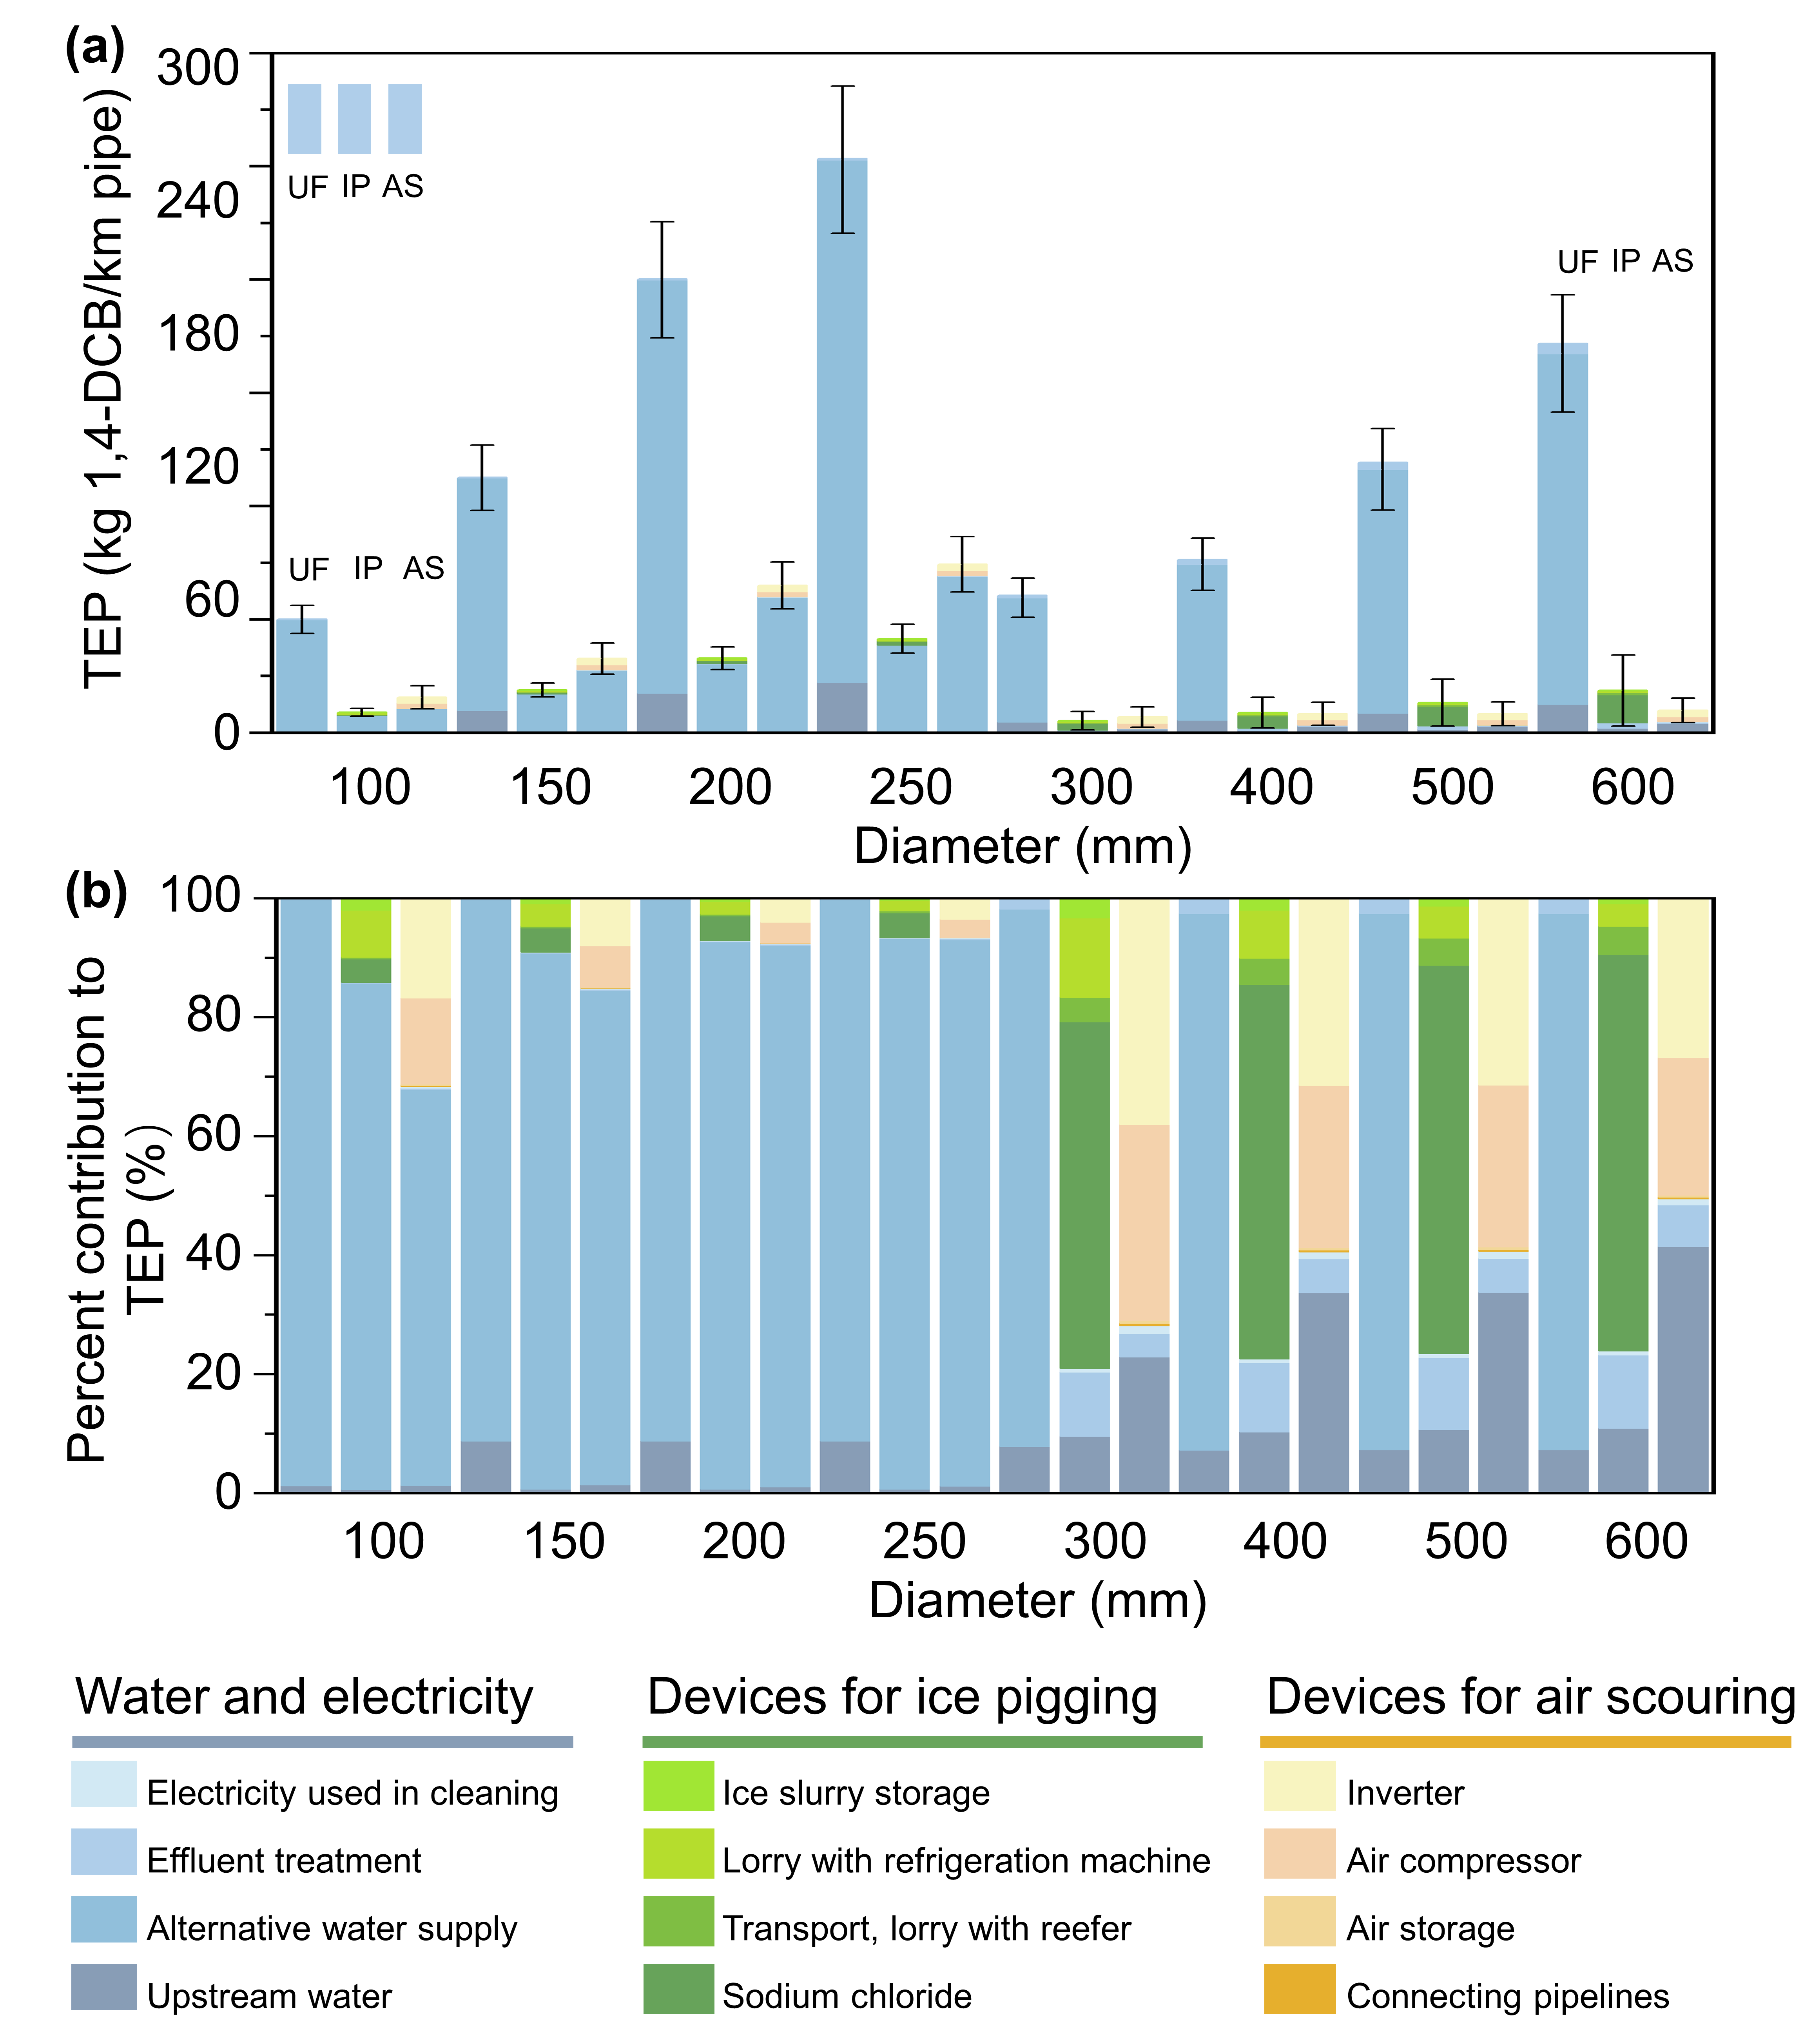 (a)
TEP (kg 1,4-DCB/km pipe)
300
240
180
120
60
0
UF IP AS
UF IP AS
UF IP AS
100 150 200 250 300 400 500 600
Diameter (mm)
(b)
Percent contribution to
TEP (%)
100
80
60
40
20
0
100 150 200 250 300 400 500 600
Diameter (mm)
Water and electricity
Electricity used in cleaning
Effluent treatment
Alternative water supply
Upstream water
Devices for ice pigging
Ice slurry storage
Lorry with refrigeration machine
Transport, lorry with reefer
Sodium chloride
Devices for air scouring
Inverter
Air compressor
Air storage
Connecting pipelines